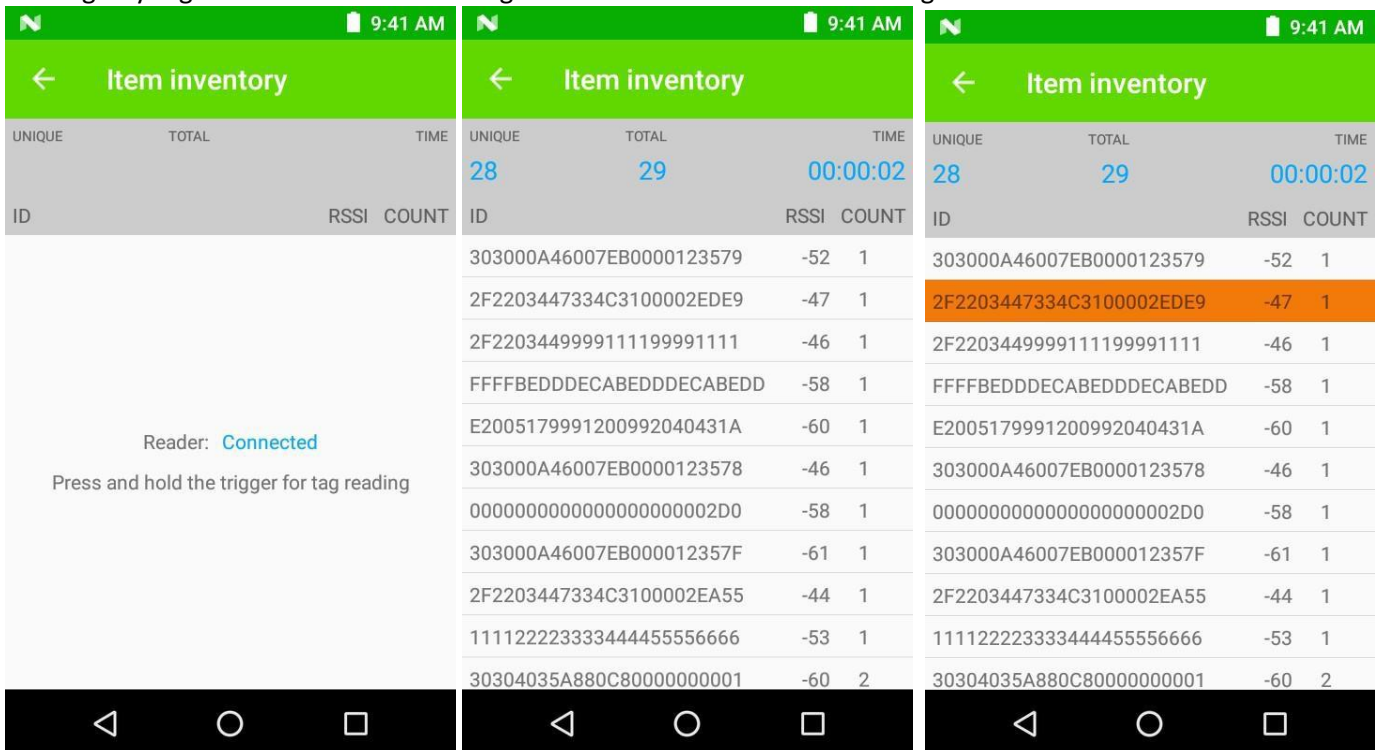 9:41 AM
Item inventory
UNIQUE TOTAL TIME
ID RSSI COUNT
Reader: Connected
Press and hold the trigger for tag reading
9:41 AM
Item inventory
UNIQUE TOTAL TIME
28 29 00:00:02
ID RSSI COUNT
303000A46007EB0000123579 -52 1
2F2203447334C3100002EDE9 -47 1
2F2203449999111199991111 -46 1
FFFFBEDDDECABEDDDECABEDD -58 1
E2005179991200992040431A -60 1
303000A46007EB0000123578 -46 1
0000000000000000000002D0 -58 1
303000A46007EB000012357F -61 1
2F2203447334C3100002EA55 -44 1
111122223333444455556666 -53 1
30304035A880C80000000001 -60 2
9:41 AM
Item inventory
UNIQUE TOTAL TIME
28 29 00:00:02
ID RSSI COUNT
303000A46007EB0000123579 -52 1
2F2203447334C3100002EDE9 -47 1
2F2203449999111199991111 -46 1
FFFFBEDDDECABEDDDECABEDD -58 1
E2005179991200992040431A -60 1
303000A46007EB0000123578 -46 1
0000000000000000000002D0 -58 1
303000A46007EB000012357F -61 1
2F2203447334C3100002EA55 -44 1
111122223333444455556666 -53 1
30304035A880C80000000001 -60 2